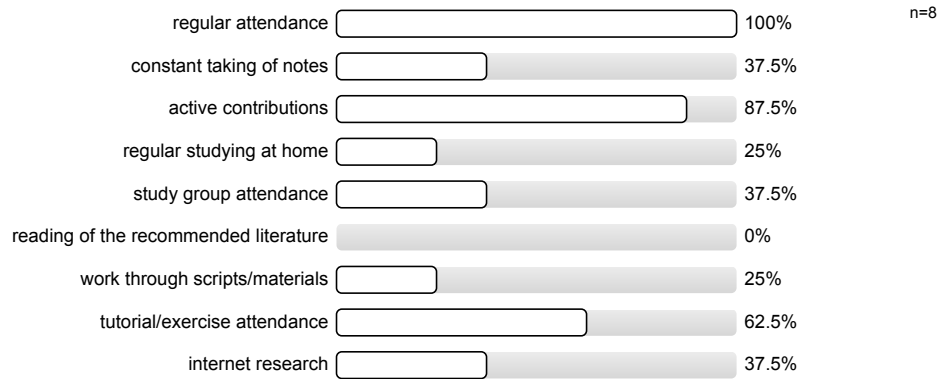 n=8
regular attendance 100%
constant taking of notes 37.5%
active contributions 87.5%
regular studying at home 25%
study group attendance 37.5%
reading of the recommended literature 0%
work through scripts/materials 25%
tutorial/exercise attendance 62.5%
internet research 37.5%